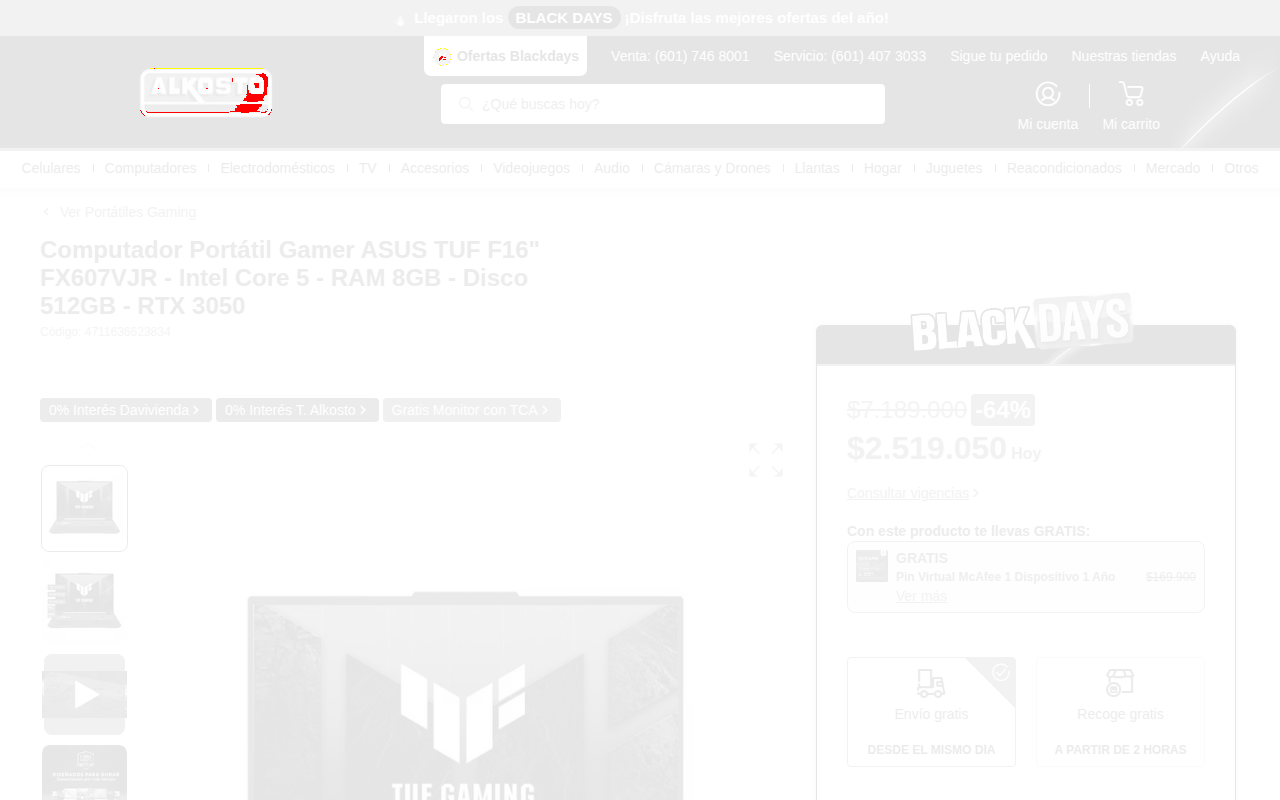 Llegaron los BLACK DAYS ¡Disfruta las mejores ofertas del año!
Ofertas Blackdays
Venta: (601) 746 8001
Servicio: (601) 407 3033
Sigue tu pedido
Nuestras tiendas
Ayuda
ALKOSTO
¿Qué buscas hoy?
Mi cuenta
Mi carrito
Celulares
Computadores
Electrodomésticos
TV
Accesorios
Videojuegos
Audio
Cámaras y Drones
Llantas
Hogar
Juguetes
Reacondicionados
Mercado
Otros
Ver Portátiles Gaming
Computador Portátil Gamer ASUS TUF F16"
FX607VJR - Intel Core 5 - RAM 8GB - Disco
512GB - RTX 3050
Código: 4711636623834
0% Interés Davivienda
0% Interés T. Alkosto
Gratis Monitor con TCA
TUF GAMING
BLACK DAYS
$7.189.000 -64%
$2.519.050 Hoy
Consultar vigencias
Con este producto te llevas GRATIS:
GRATIS
Pin Virtual McAfee 1 Dispositivo 1 Año
$169.900
Ver más
Envío gratis
DESDE EL MISMO DIA
Recoge gratis
A PARTIR DE 2 HORAS